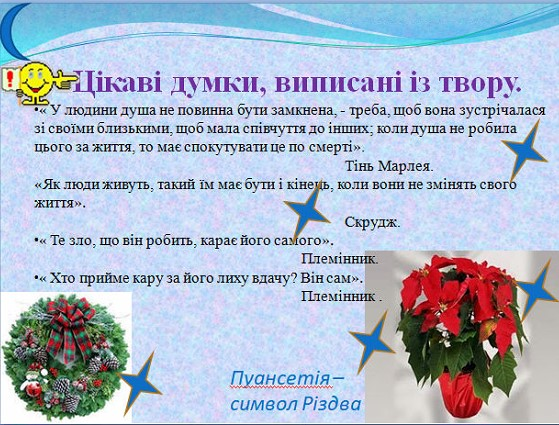 Цікаві думки, виписані із твору.
•« У людини душа не повинна бути замкнена, - треба, щоб вона зустрічалася
зі своїми близькими, щоб мала співчуття до інших; коли душа не робила
цього за життя, то має спокутувати це по смерті».
Тінь Марлея.
«Як люди живуть, такий їм має бути і кінець, коли вони не змінять свого
життя».
Скрудж.
•« Те зло, що він робить, карає його самого».
Племінник.
•« Хто прийме кару за його лиху вдачу? Він сам».
Племінник .
Пуансетія –
символ Різдва